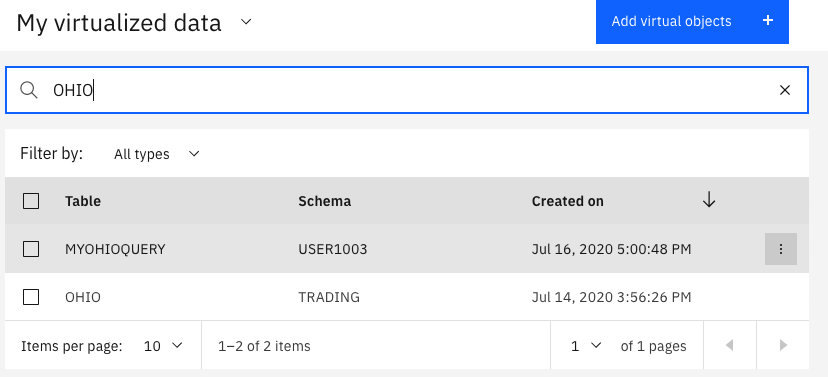 My virtualized data
Add virtual objects +
OHIO
Filter by: All types
Table Schema Created on
MYOHIOQUERY USER1003 Jul 16, 2020 5:00:48 PM
OHIO TRADING Jul 14, 2020 3:56:26 PM
Items per page: 10 1–2 of 2 items 1 of 1 pages